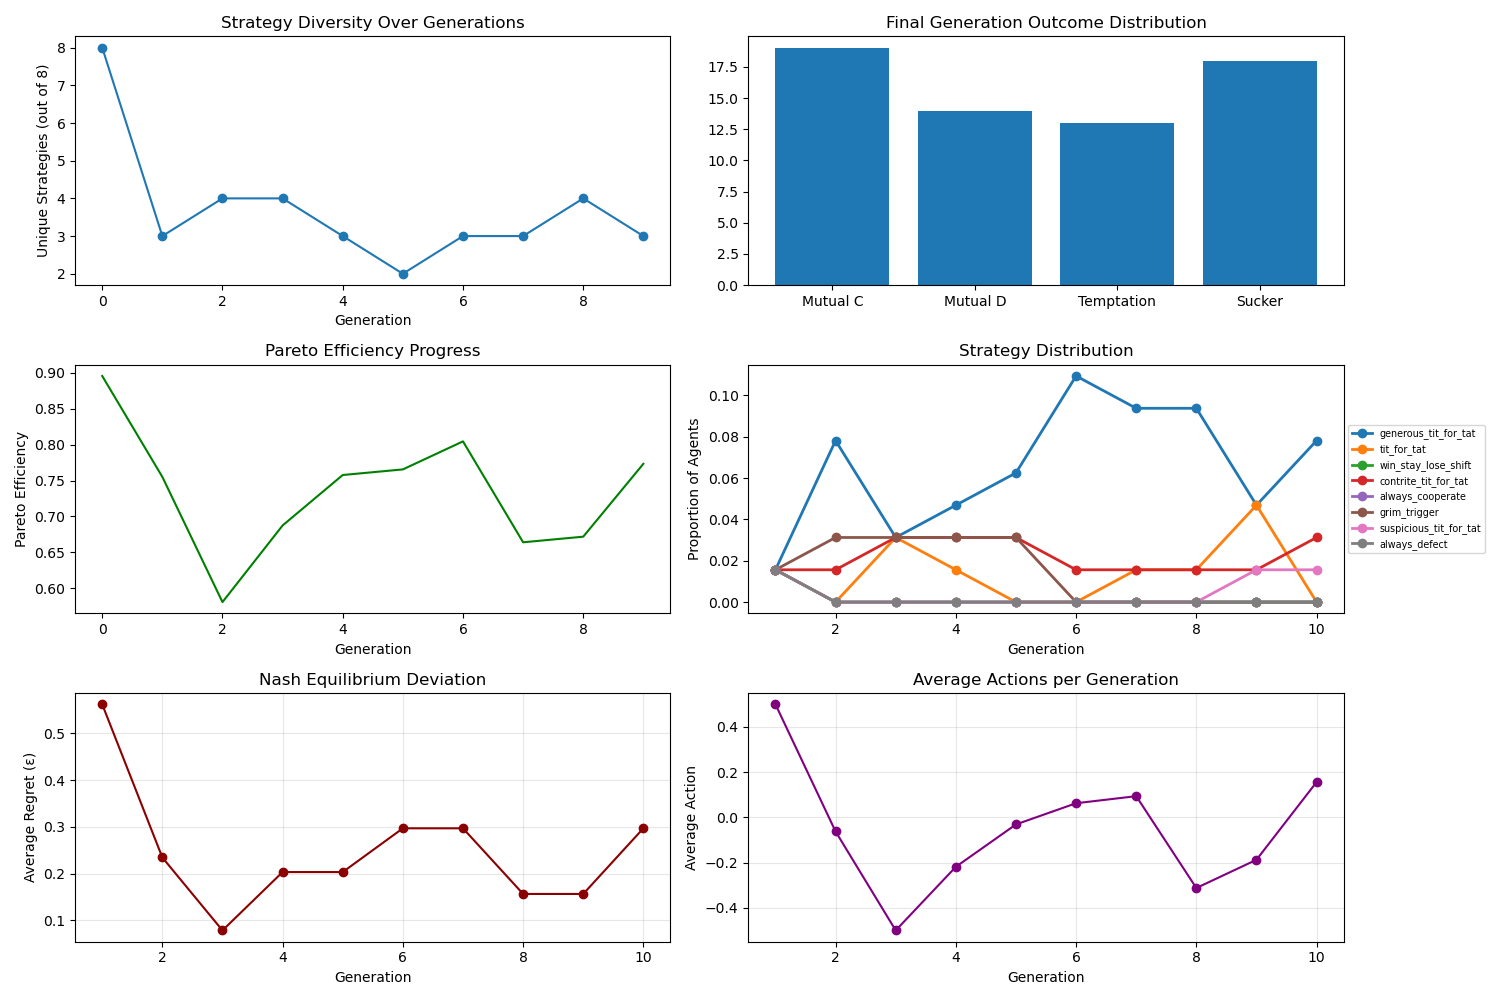 Strategy Diversity Over Generations
Unique Strategies (out of 8)
8
7
6
5
4
3
2
0
2
4
6
8
Generation
Final Generation Outcome Distribution
17.5
15.0
12.5
10.0
7.5
5.0
2.5
0.0
Mutual C
Mutual D
Temptation
Sucker
Pareto Efficiency Progress
Pareto Efficiency
0.90
0.85
0.80
0.75
0.70
0.65
0.60
0
2
4
6
8
Generation
Strategy Distribution
Proportion of Agents
0.10
0.08
0.06
0.04
0.02
0.00
2
4
6
8
10
Generation
generous_tit_for_tat
tit_for_tat
win_stay_lose_shift
contrite_tit_for_tat
always_cooperate
grim_trigger
suspicious_tit_for_tat
always_defect
Nash Equilibrium Deviation
Average Regret (ε)
0.5
0.4
0.3
0.2
0.1
2
4
6
8
10
Generation
Average Actions per Generation
Average Action
0.4
0.2
0.0
−0.2
−0.4
2
4
6
8
10
Generation